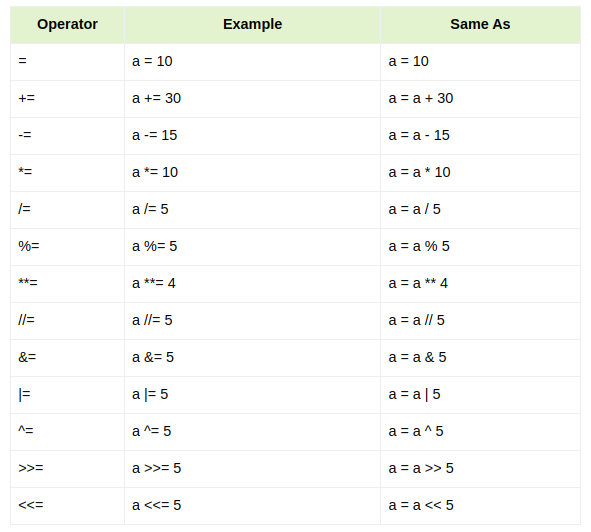 Operator Example Same As
= a = 10 a = 10
+= a += 30 a = a + 30
-= a -= 15 a = a - 15
*= a *= 10 a = a * 10
/= a /= 5 a = a / 5
%= a %= 5 a = a % 5
**= a **= 4 a = a ** 4
//= a //= 5 a = a // 5
&= a &= 5 a = a & 5
|= a |= 5 a = a | 5
^= a ^= 5 a = a ^ 5
>>= a >>= 5 a = a >> 5
<<= a <<= 5 a = a << 5